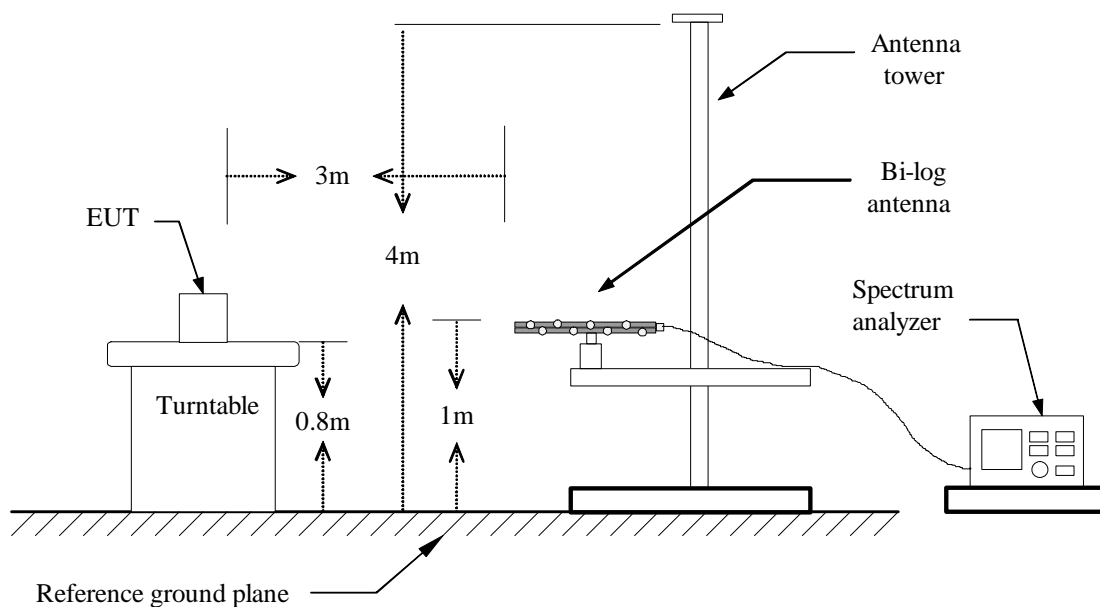 Antenna
tower
3m
Bi-log
antenna
EUT
4m
Spectrum
analyzer
Turntable
0.8m
1m
Reference ground plane